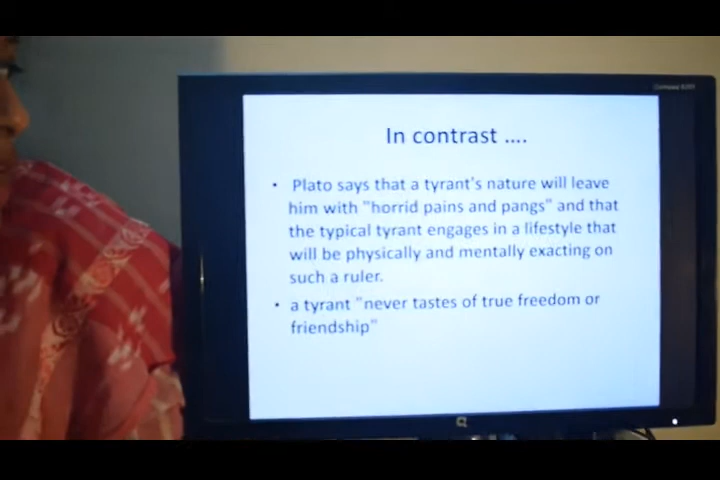 In contrast ....
• Plato says that a tyrant's nature will leave
him with "horrid pains and pangs" and that
the typical tyrant engages in a lifestyle that
will be physically and mentally exacting on
such a ruler.
• a tyrant "never tastes of true freedom or
friendship"